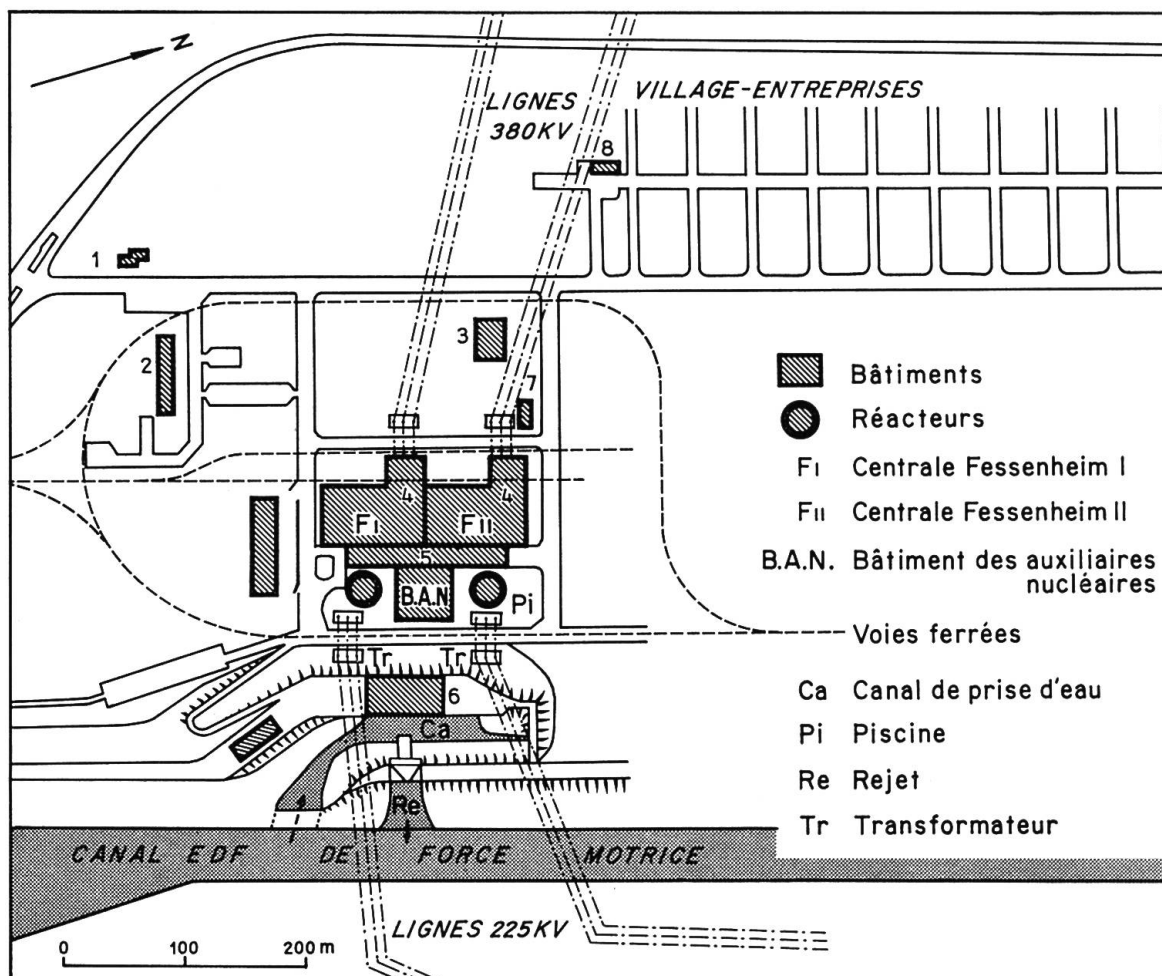 N
LIGNES
380KV
VILLAGE-ENTREPRISES
8
1
2
3
7
4
4
FI
FII
5
B.A.N
Pi
Tr
Tr
6
Ca
Re
CANAL EDF DE FORCE MOTRICE
LIGNES 225KV
0 100 200 m
Bâtiments
Réacteurs
FI Centrale Fessenheim I
FII Centrale Fessenheim II
B.A.N. Bâtiment des auxiliaires
nucléaires
Voies ferrées
Ca Canal de prise d'eau
Pi Piscine
Re Rejet
Tr Transformateur